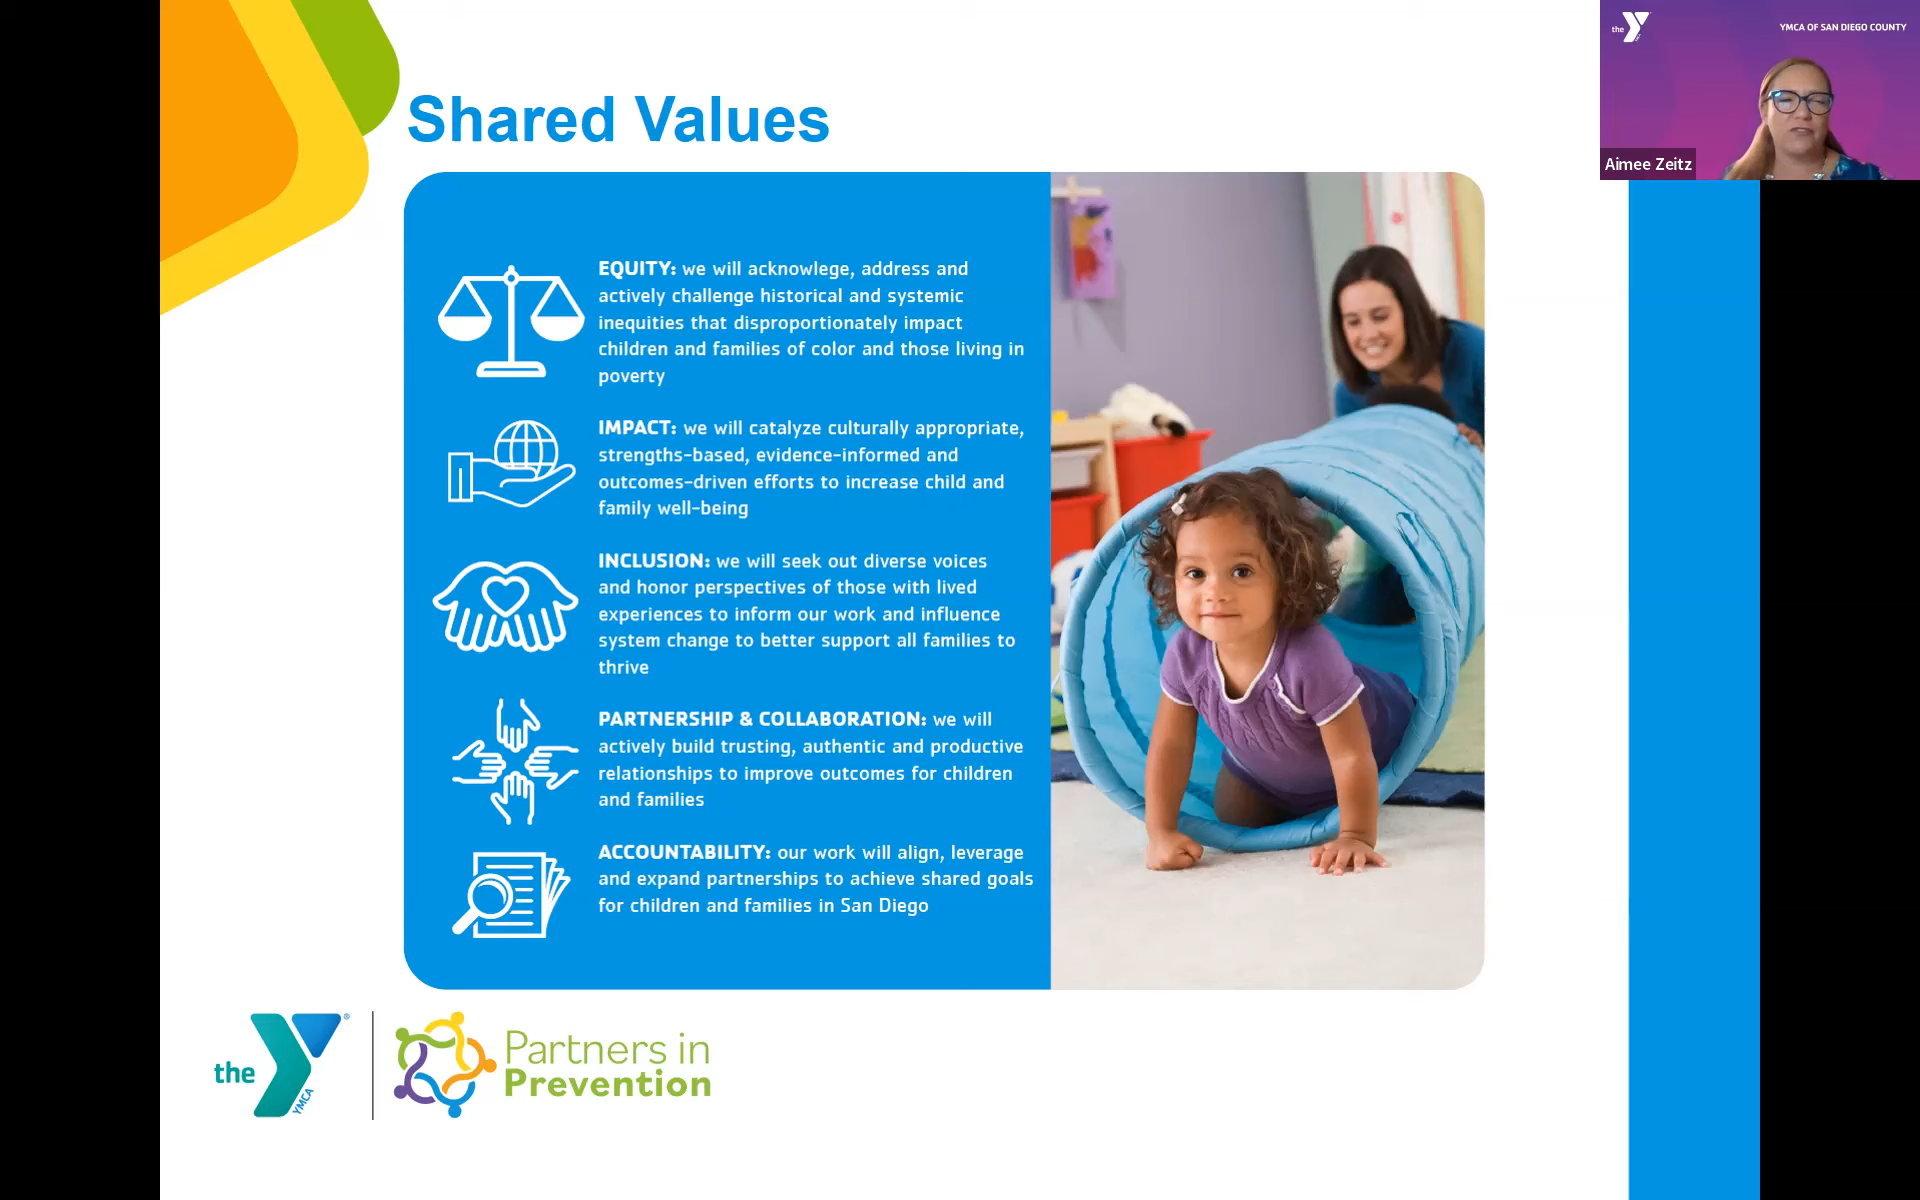 the
YMCA OF SAN DIEGO COUNTY
Aimee Zeitz
Shared Values
EQUITY: we will acknowlege, address and
actively challenge historical and systemic
inequities that disproportionately impact
children and families of color and those living in
poverty
IMPACT: we will catalyze culturally appropriate,
strengths-based, evidence-informed and
outcomes-driven efforts to increase child and
family well-being
INCLUSION: we will seek out diverse voices
and honor perspectives of those with lived
experiences to inform our work and influence
system change to better support all families to
thrive
PARTNERSHIP & COLLABORATION: we will
actively build trusting, authentic and productive
relationships to improve outcomes for children
and families
ACCOUNTABILITY: our work will align, leverage
and expand partnerships to achieve shared goals
for children and families in San Diego
the
YMCA
®
Partners in
Prevention